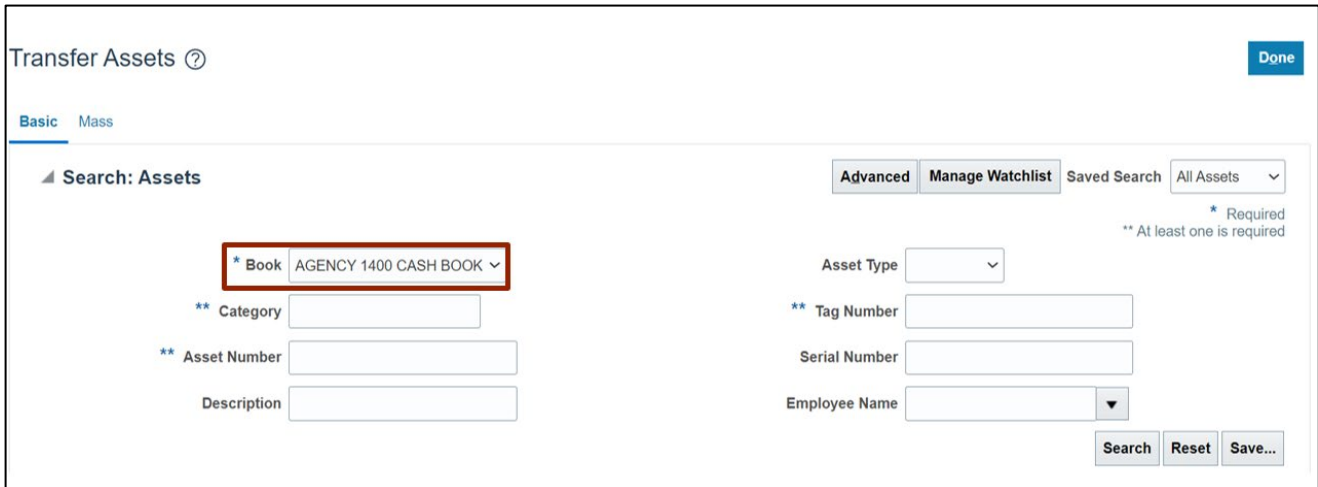 Transfer Assets ?
Done
Basic Mass
Search: Assets
Advanced Manage Watchlist Saved Search All Assets
* Required
** At least one is required
* Book AGENCY 1400 CASH BOOK
Asset Type
** Category
** Tag Number
** Asset Number
Serial Number
Description
Employee Name
Search Reset Save...